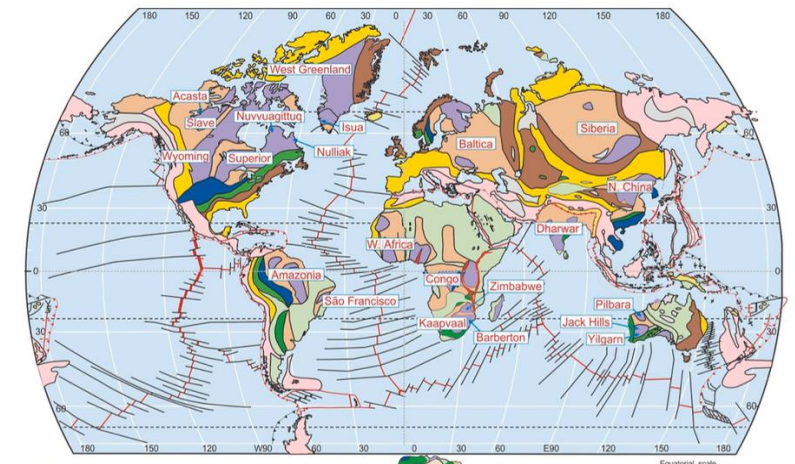 180 150 120 90 60 30 0 30 60 90 120 150 180
West Greenland
Acasta
Slave
Nuvvuagittuq
Isua
Nulliak
Wyoming
Superior
Baltica
Siberia
N. China
60
60
30
30
W. Africa
Dharwar
0
0
Amazonia
Congo
Zimbabwe
São Francisco
Pilbara
Kaapvaal
Jack Hills
Barberton
Yilgarn
30
30
60
60
180 150 120 W90 60 30 0 30 60 E90 120 150 180
Equatorial scale